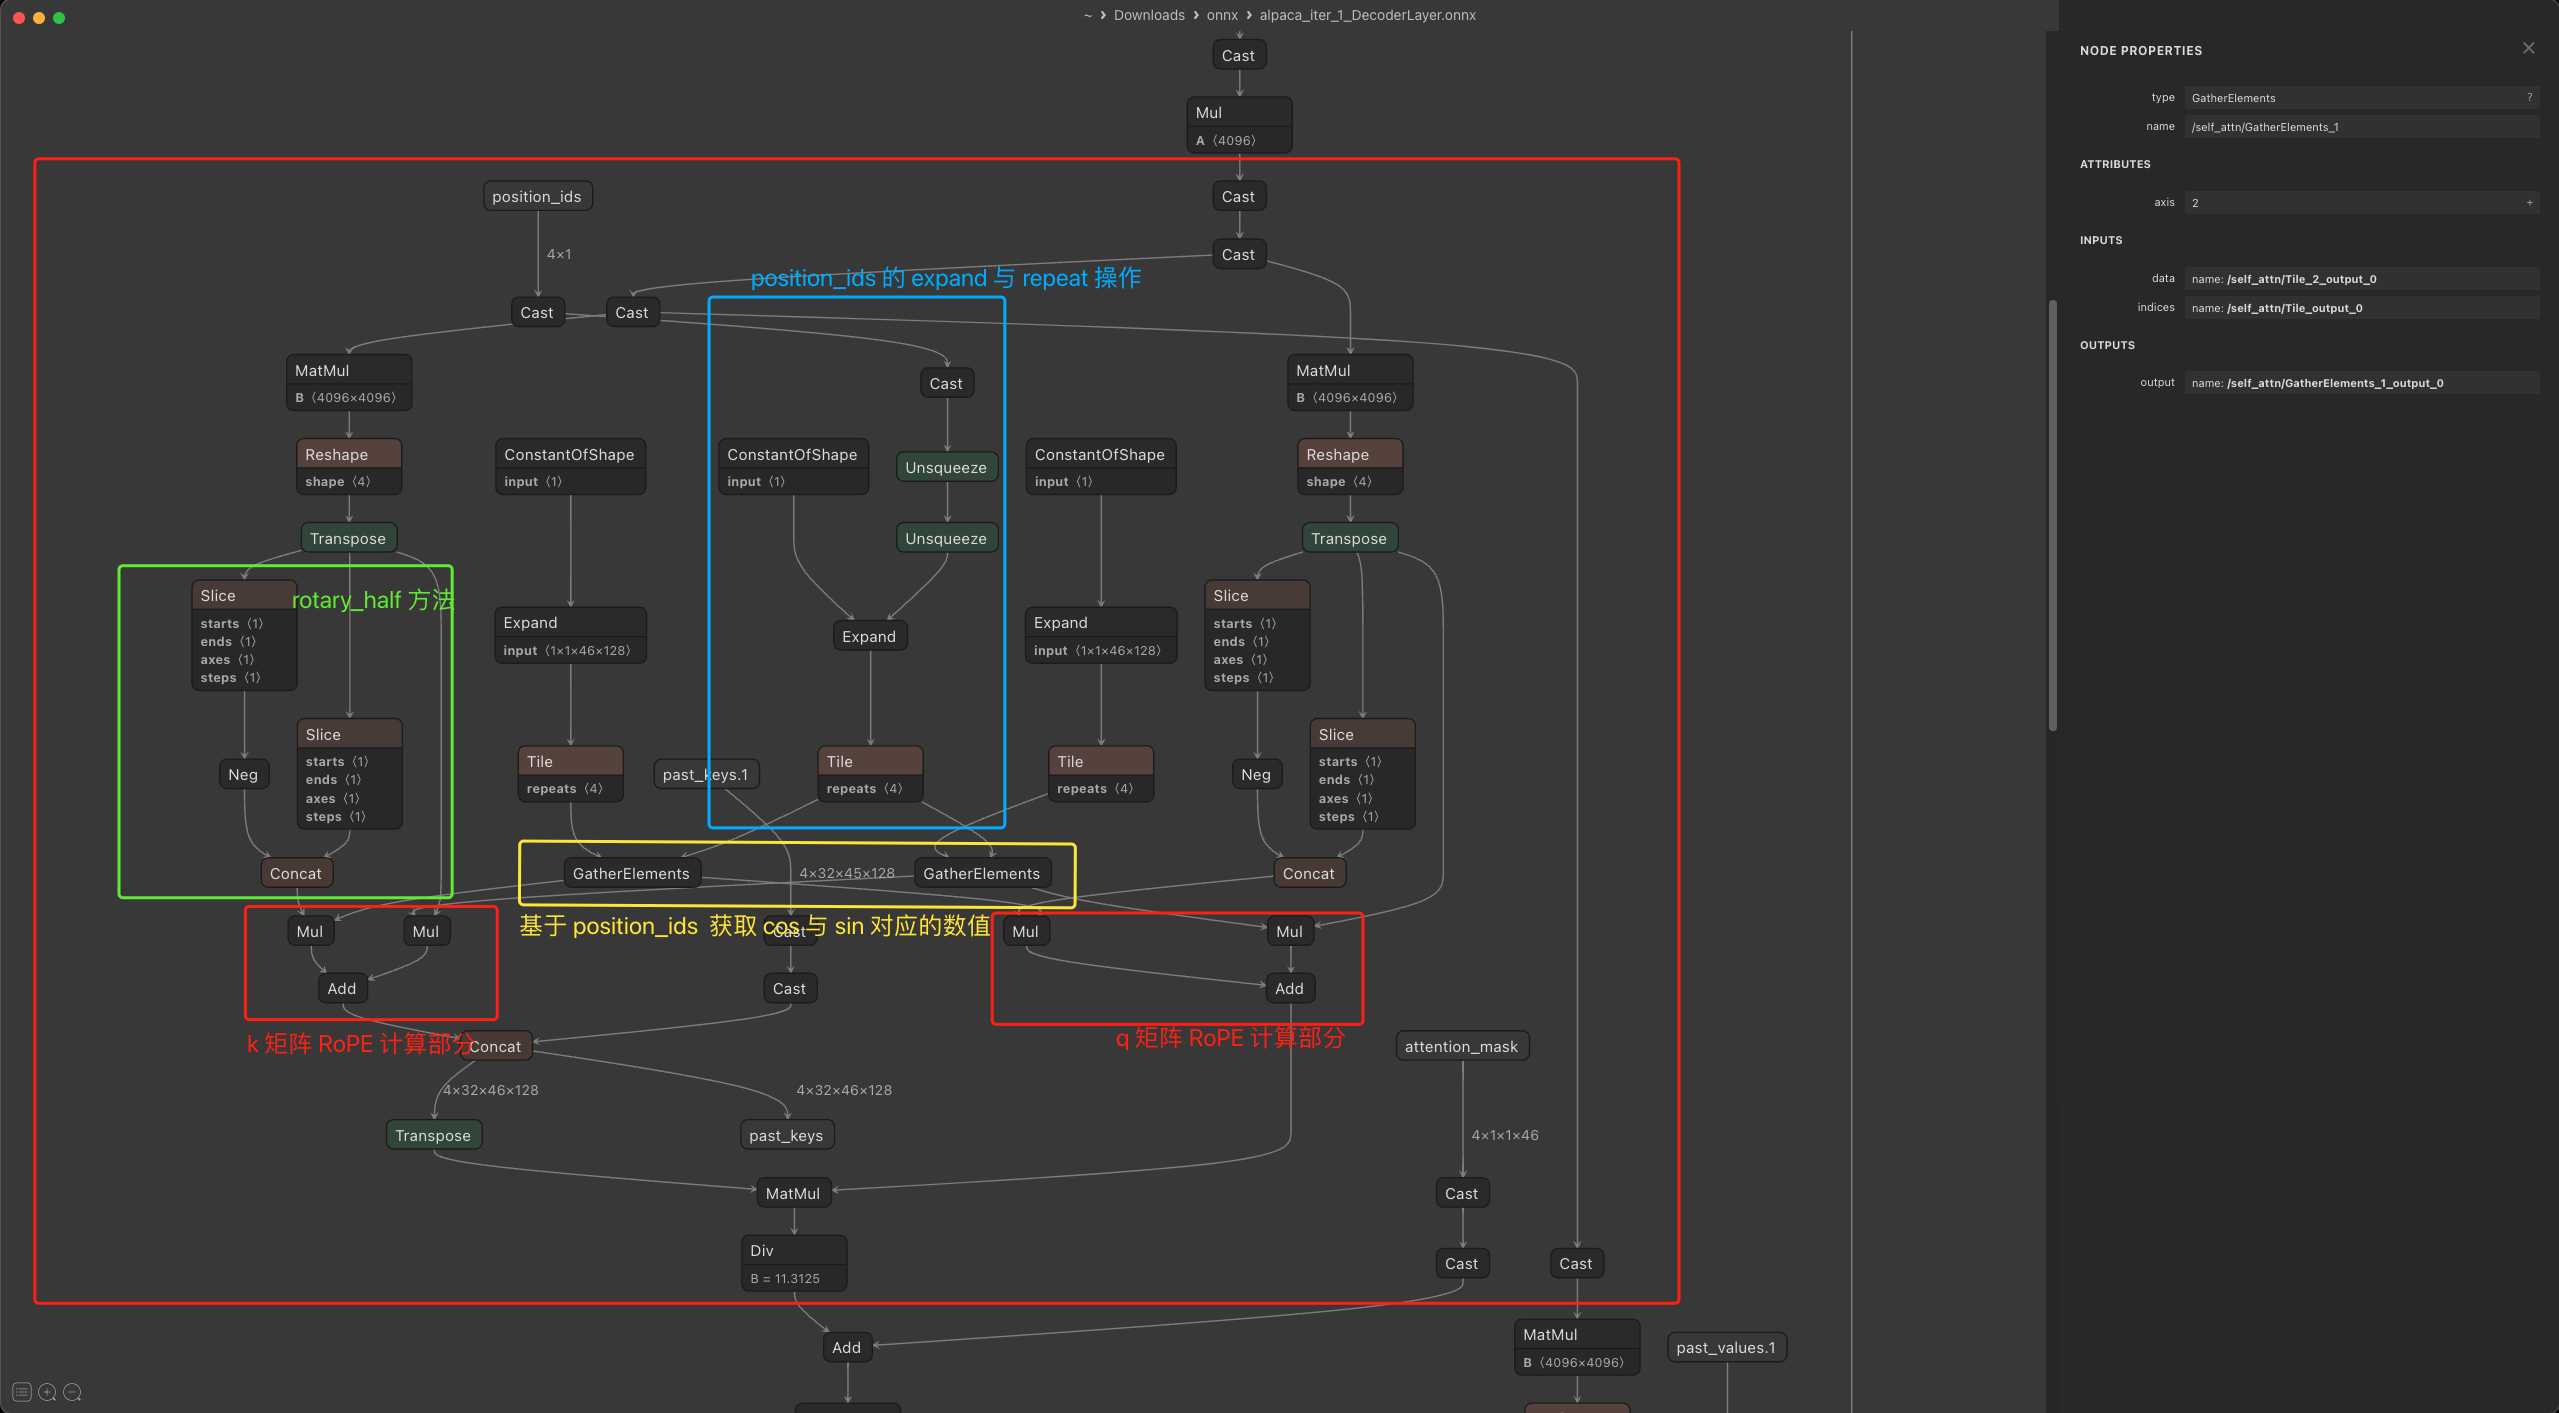 ~ › Downloads › onnx › alpaca_iter_1_DecoderLayer.onnx
Cast
Mul
A ⟨4096⟩
position_ids
Cast
4×1
Cast
position_ids 的 expand 与 repeat 操作
Cast
Cast
MatMul
B ⟨4096×4096⟩
Cast
MatMul
B ⟨4096×4096⟩
Reshape
shape ⟨4⟩
ConstantOfShape
input ⟨1⟩
ConstantOfShape
input ⟨1⟩
Unsqueeze
ConstantOfShape
input ⟨1⟩
Reshape
shape ⟨4⟩
Transpose
Unsqueeze
Transpose
Slice
starts ⟨1⟩
ends ⟨1⟩
axes ⟨1⟩
steps ⟨1⟩
rotary_half 方法
Expand
input ⟨1×1×46×128⟩
Expand
Expand
input ⟨1×1×46×128⟩
Slice
starts ⟨1⟩
ends ⟨1⟩
axes ⟨1⟩
steps ⟨1⟩
Neg
Slice
starts ⟨1⟩
ends ⟨1⟩
axes ⟨1⟩
steps ⟨1⟩
Tile
repeats ⟨4⟩
past_keys.1
Tile
repeats ⟨4⟩
Tile
repeats ⟨4⟩
Neg
Slice
starts ⟨1⟩
ends ⟨1⟩
axes ⟨1⟩
steps ⟨1⟩
Concat
GatherElements
4×32×45×128
GatherElements
Concat
Mul
Mul
基于 position_ids 获取 cos 与 sin 对应的数值
Cast
Mul
Mul
Add
Cast
Add
k 矩阵 RoPE 计算部分
Concat
q 矩阵 RoPE 计算部分
attention_mask
4×32×46×128
4×32×46×128
Transpose
past_keys
4×1×1×46
MatMul
Cast
Div
B = 11.3125
Cast
Cast
Add
MatMul
B ⟨4096×4096⟩
past_values.1
NODE PROPERTIES
type
GatherElements
?
name
/self_attn/GatherElements_1
ATTRIBUTES
axis
2
+
INPUTS
data
name: /self_attn/Tile_2_output_0
indices
name: /self_attn/Tile_output_0
OUTPUTS
output
name: /self_attn/GatherElements_1_output_0